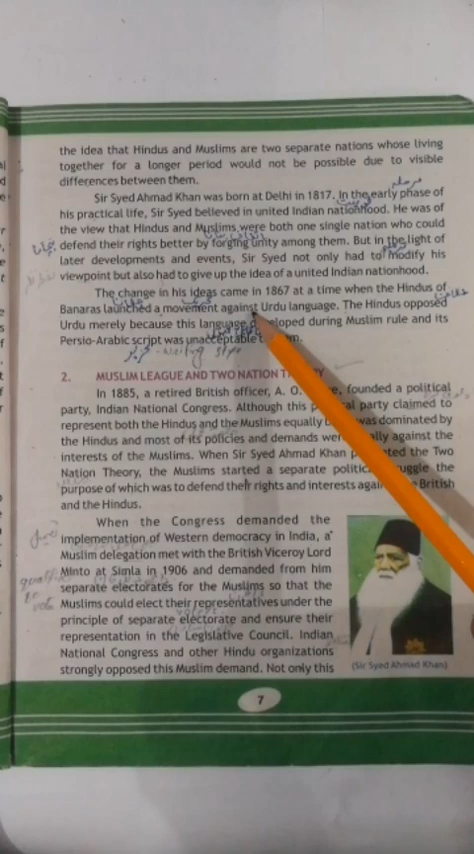 the idea that Hindus and Muslims are two separate nations whose living
together for a longer period would not be possible due to visible
differences between them.
Sir Syed Ahmad Khan was born at Delhi in 1817. In the early phase of
his practical life, Sir Syed believed in united Indian nationhood. He was of
the view that Hindus and Muslims were both one single nation who could
defend their rights better by forging unity among them. But in the light of
later developments and events, Sir Syed not only had to modify his
viewpoint but also had to give up the idea of a united Indian nationhood.
The change in his ideas came in 1867 at a time when the Hindus of
Banaras launched a movement against Urdu language. The Hindus opposed
Urdu merely because this language developed during Muslim rule and its
Persio-Arabic script was unacceptable
writing style
2. MUSLIM LEAGUE AND TWO NATION
In 1885, a retired British officer, A. O. founded a political
party, Indian National Congress. Although this party claimed to
represent both the Hindus and the Muslims equally was dominated by
the Hindus and most of its policies and demands were against the
interests of the Muslims. When Sir Syed Ahmad Khan the Two
Nation Theory, the Muslims started a separate struggle the
purpose of which was to defend their rights and interests British
and the Hindus.
When the Congress demanded the
implementation of Western democracy in India, a
Muslim delegation met with the British Viceroy Lord
Minto at Simla in 1906 and demanded from him
separate electorates for the Muslims so that the
Muslims could elect their representatives under the
principle of separate electorate and ensure their
representation in the Legislative Council. Indian
National Congress and other Hindu organizations
strongly opposed this Muslim demand. Not only this
(Sir Syed Ahmad Khan)
7